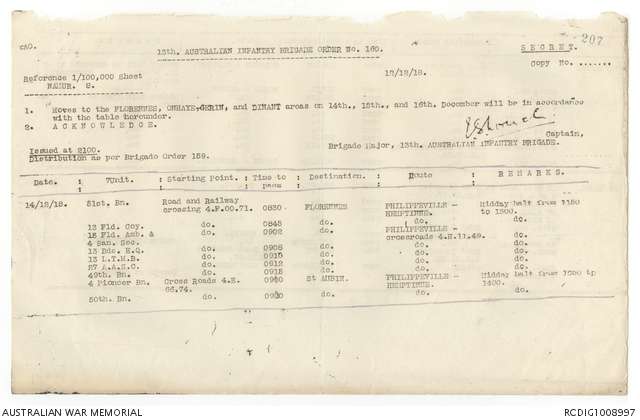 CAO. 13th. AUSTRALIAN INFANTRY BRIGADE ORDER No. 160. SECRET. 207
Copy No. .......
Reference 1/100,000 Sheet 12/12/18.
NAMUR. 8.
1. Moves to the FLORENNES, ONHAYE, GERIN, and DINANT areas on 14th., 15th., and 16th. December will be in accordance
with the table hereunder.
2. ACKNOWLEDGE.
Captain,
Brigade Major, 13th. AUSTRALIAN INFANTRY BRIGADE.
Issued at 2100.
Distribution as per Brigade Order 159.
Date. : Unit. : Starting Point. : Time to pass : Destination. : Route : REMARKS.
14/12/18. 51st. Bn. Road and Railway crossing 4.F.00.71. 0830 FLORENNES PHILIPPEVILLE - HEMPTINNE. Midday halt from 1150 to 1300.
13 Fld. Coy. do. 0845 do. PHILIPPEVILLE - do.
13 Fld. Amb. & do. 0902 do. crossroads 4.H.11.49. do.
4 San. Sec. do.
13 Bde. H.Q. do. 0908 do. do. do.
13 L.T.M.B. do. 0910 do. do. do.
27 A.A.S.C. do. 0912 do. do. do.
49th. Bn. do. 0915 do. do. do.
4 Pioneer Bn. Cross Roads 4.E. 66.74. St AUBIN. PHILIPPEVILLE - HEMPTINNE. Midday halt from 1200 to 1400.
50th. Bn. do. do. do. do.
AUSTRALIAN WAR MEMORIAL RCDIG1008997